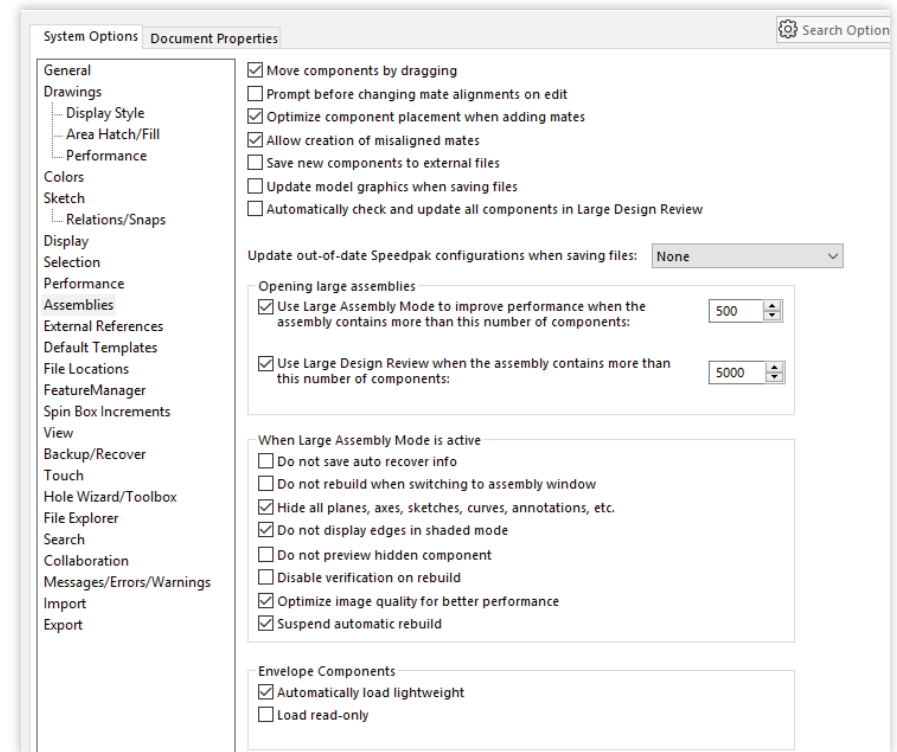 System Options
Document Properties
Search Option
General
Drawings
Display Style
Area Hatch/Fill
Performance
Colors
Sketch
Relations/Snaps
Display
Selection
Performance
Assemblies
External References
Default Templates
File Locations
FeatureManager
Spin Box Increments
View
Backup/Recover
Touch
Hole Wizard/Toolbox
File Explorer
Search
Collaboration
Messages/Errors/Warnings
Import
Export
Move components by dragging
Prompt before changing mate alignments on edit
Optimize component placement when adding mates
Allow creation of misaligned mates
Save new components to external files
Update model graphics when saving files
Automatically check and update all components in Large Design Review
Update out-of-date Speedpak configurations when saving files: None
Opening large assemblies
Use Large Assembly Mode to improve performance when the
assembly contains more than this number of components:
500
Use Large Design Review when the assembly contains more than
this number of components:
5000
When Large Assembly Mode is active
Do not save auto recover info
Do not rebuild when switching to assembly window
Hide all planes, axes, sketches, curves, annotations, etc.
Do not display edges in shaded mode
Do not preview hidden component
Disable verification on rebuild
Optimize image quality for better performance
Suspend automatic rebuild
Envelope Components
Automatically load lightweight
Load read-only